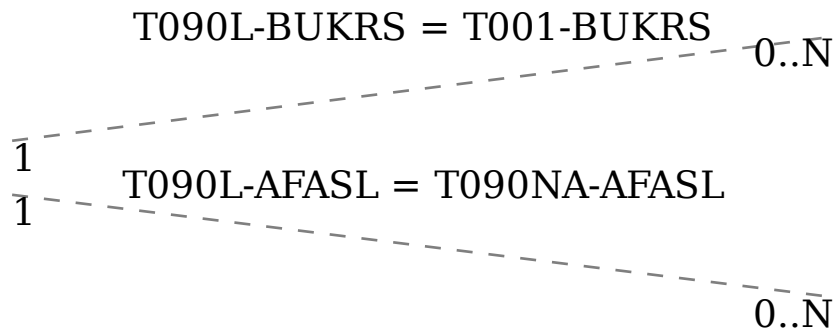 T090L-BUKRS = T001-BUKRS
0..N
1
T090L-AFASL = T090NA-AFASL
1
0..N